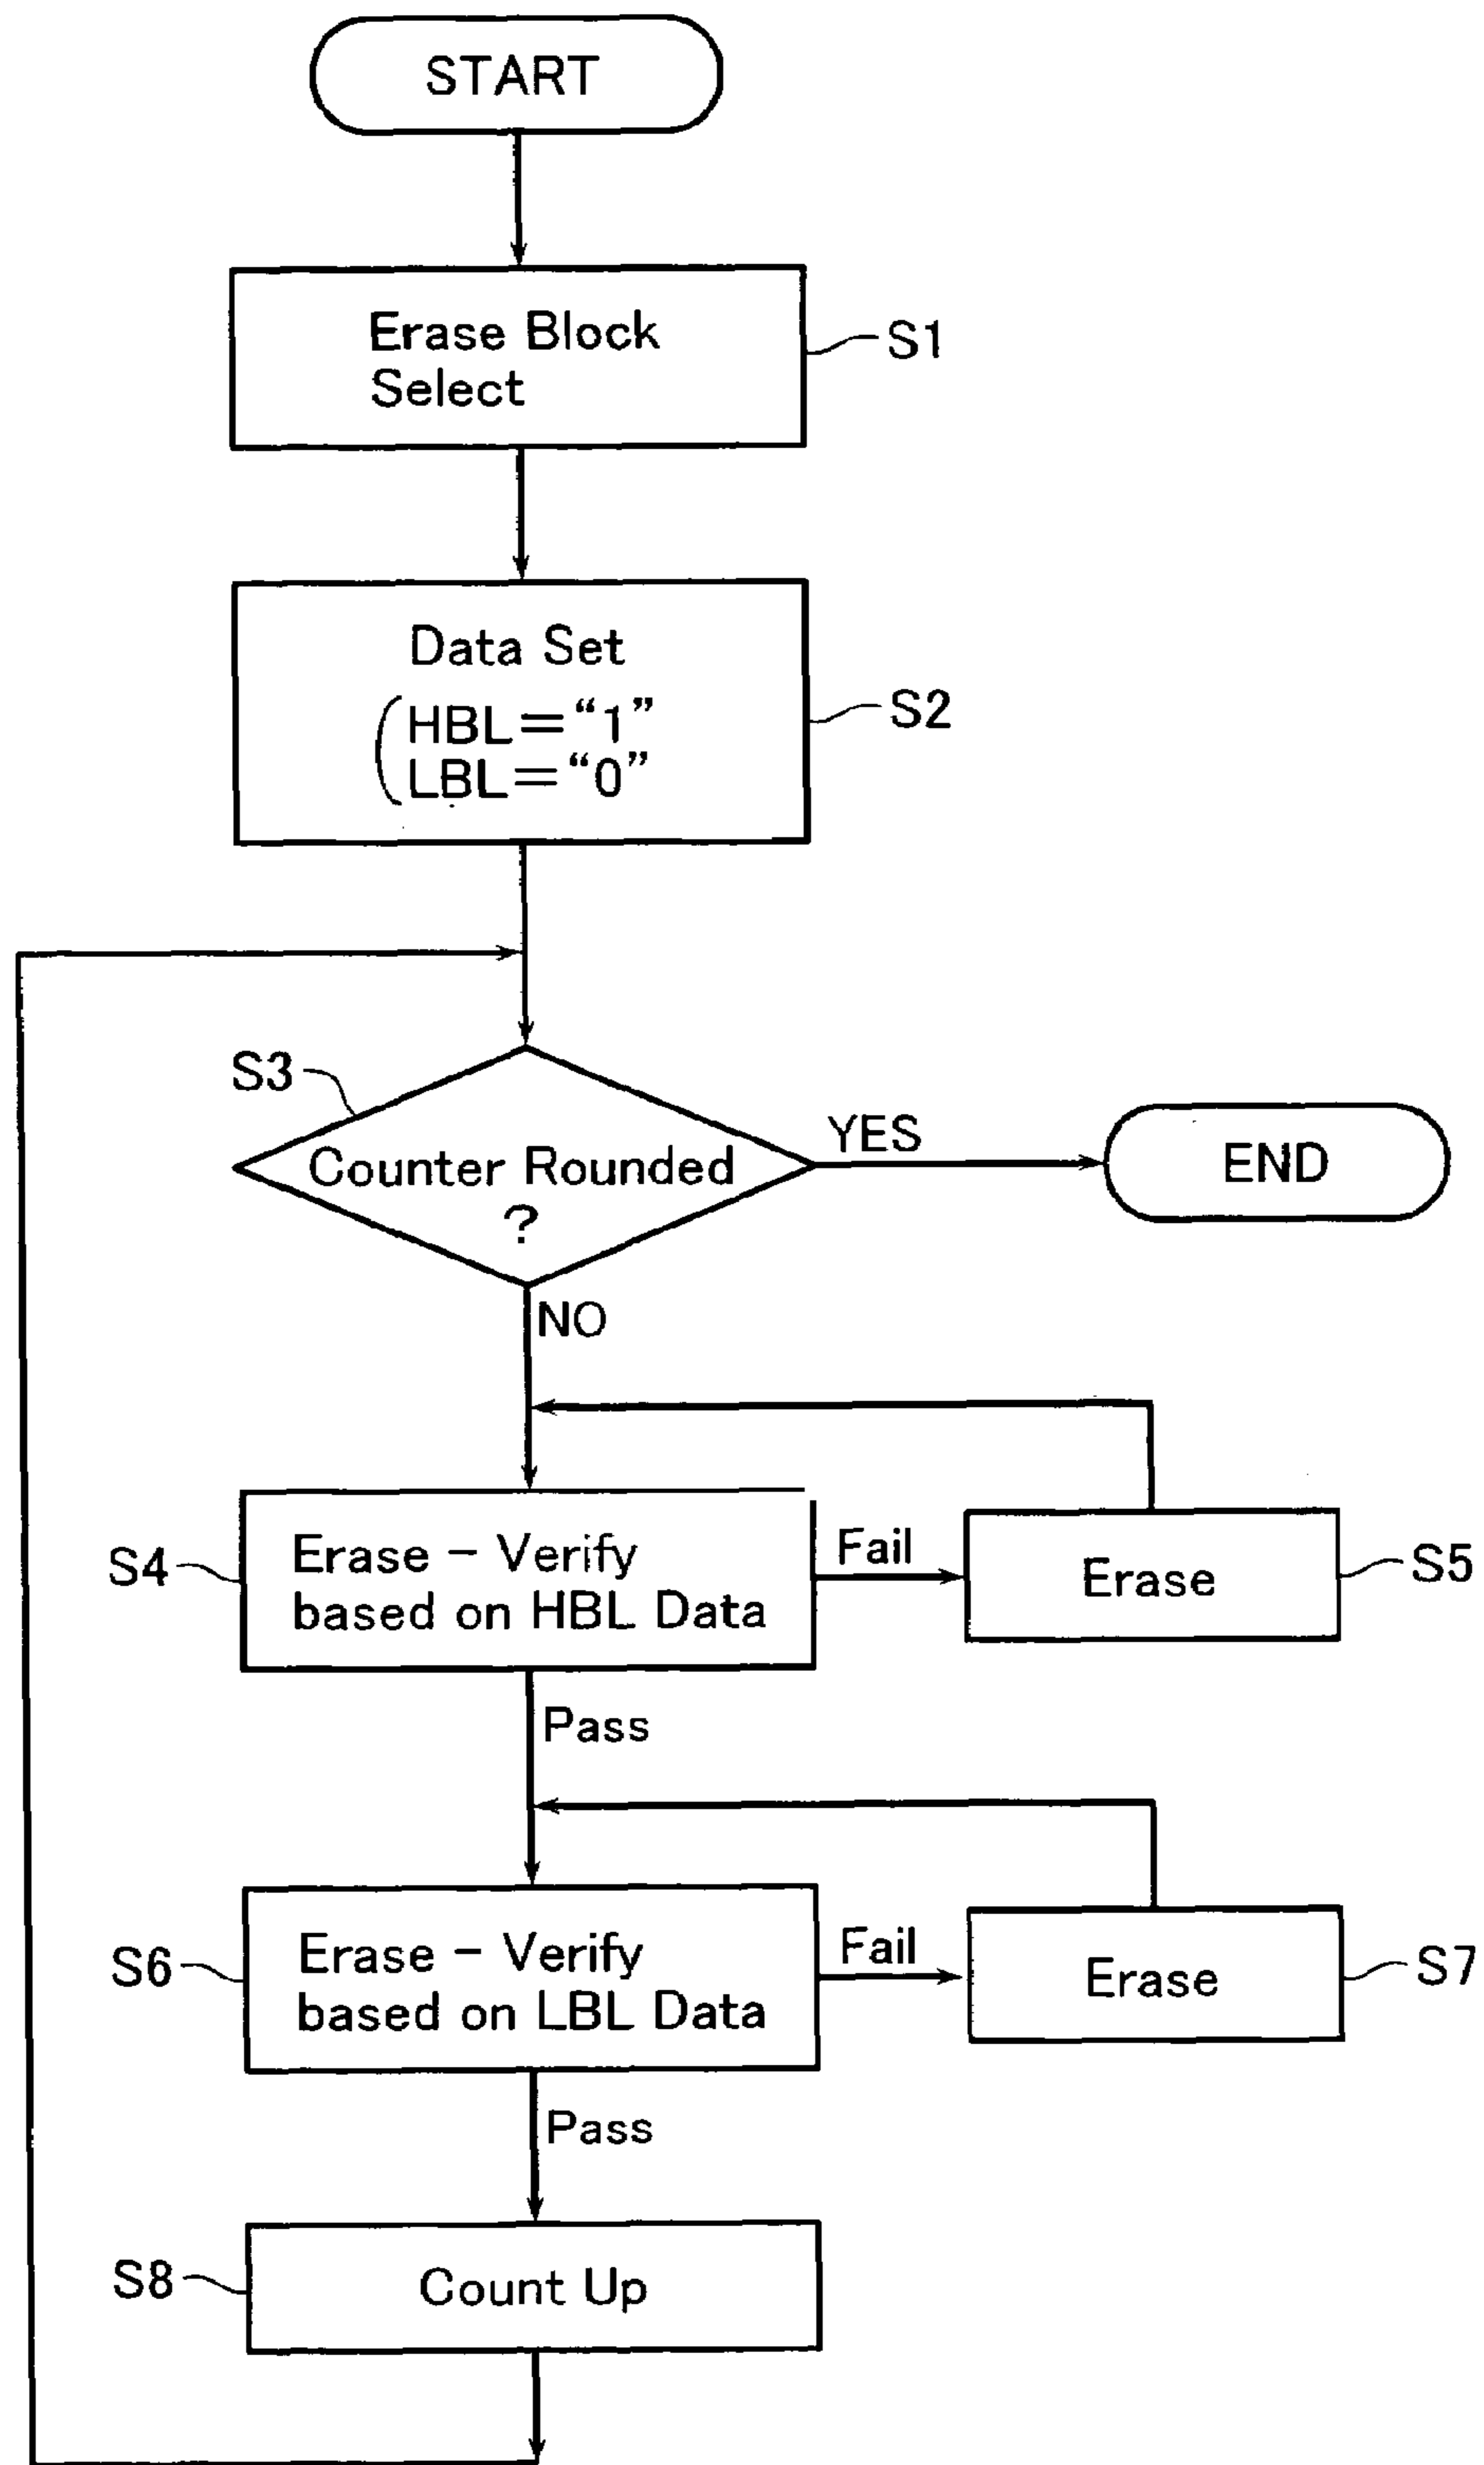 START
Erase Block
Select
S1
Data Set
HBL=“1”
LBL=“0”
S2
S3
Counter Rounded
?
YES
END
NO
S4
Erase - Verify
based on HBL Data
Fail
Erase
S5
Pass
S6
Erase - Verify
based on LBL Data
Fail
Erase
S7
Pass
S8
Count Up